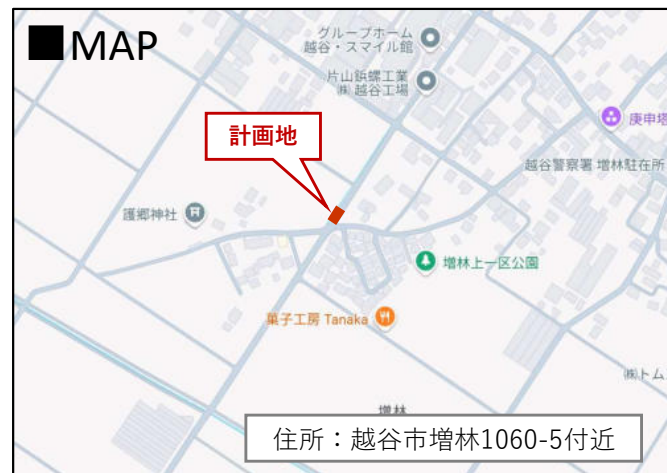 ■MAP
グループホーム
越谷・スマイル館
片山鋲螺工業
㈱ 越谷工場
計画地
庚申塔
越谷警察署 増林駐在所
護郷神社
増林上一区公園
菓子工房 Tanaka
㈱トム
増林
住所：越谷市増林1060-5付近